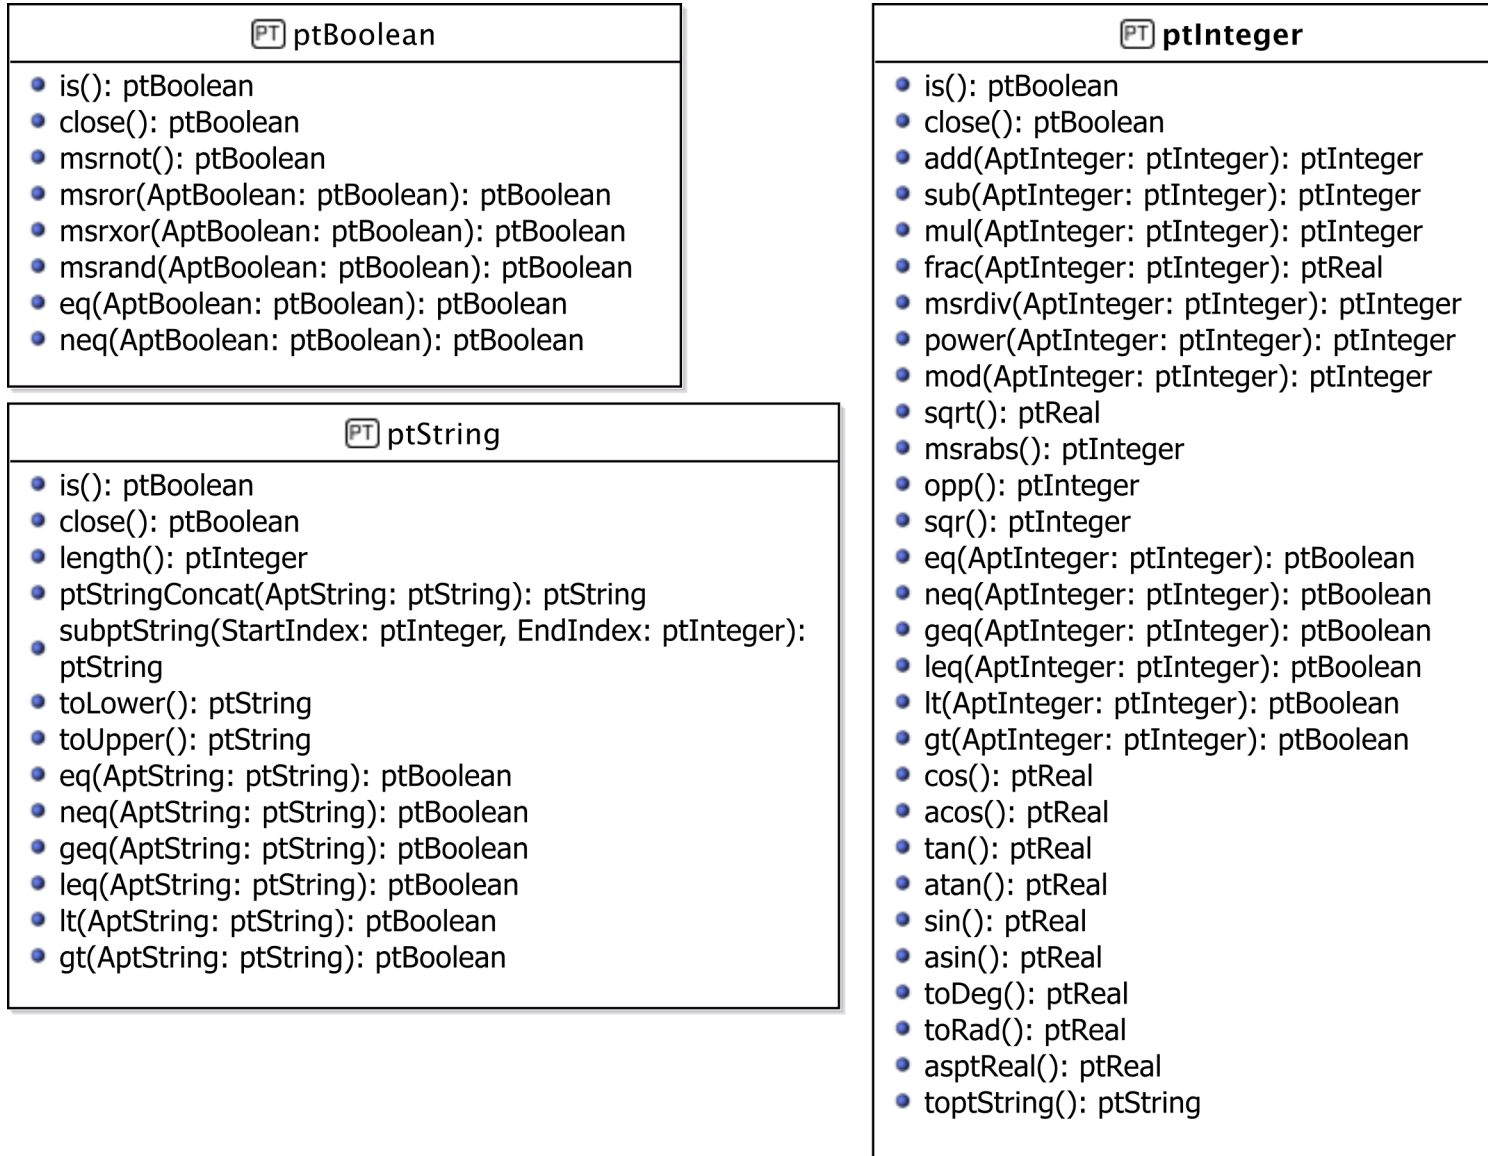 PT ptBoolean
is(): ptBoolean
close(): ptBoolean
msrnot(): ptBoolean
msror(AptBoolean: ptBoolean): ptBoolean
msrxor(AptBoolean: ptBoolean): ptBoolean
msrand(AptBoolean: ptBoolean): ptBoolean
eq(AptBoolean: ptBoolean): ptBoolean
neq(AptBoolean: ptBoolean): ptBoolean
PT ptString
is(): ptBoolean
close(): ptBoolean
length(): ptInteger
ptStringConcat(AptString: ptString): ptString
subptString(StartIndex: ptInteger, EndIndex: ptInteger):
ptString
toLower(): ptString
toUpper(): ptString
eq(AptString: ptString): ptBoolean
neq(AptString: ptString): ptBoolean
geq(AptString: ptString): ptBoolean
leq(AptString: ptString): ptBoolean
lt(AptString: ptString): ptBoolean
gt(AptString: ptString): ptBoolean
PT ptInteger
is(): ptBoolean
close(): ptBoolean
add(AptInteger: ptInteger): ptInteger
sub(AptInteger: ptInteger): ptInteger
mul(AptInteger: ptInteger): ptInteger
frac(AptInteger: ptInteger): ptReal
msrdiv(AptInteger: ptInteger): ptInteger
power(AptInteger: ptInteger): ptInteger
mod(AptInteger: ptInteger): ptInteger
sqrt(): ptReal
msrabs(): ptInteger
opp(): ptInteger
sqr(): ptInteger
eq(AptInteger: ptInteger): ptBoolean
neq(AptInteger: ptInteger): ptBoolean
geq(AptInteger: ptInteger): ptBoolean
leq(AptInteger: ptInteger): ptBoolean
lt(AptInteger: ptInteger): ptBoolean
gt(AptInteger: ptInteger): ptBoolean
cos(): ptReal
acos(): ptReal
tan(): ptReal
atan(): ptReal
sin(): ptReal
asin(): ptReal
toDeg(): ptReal
toRad(): ptReal
asptReal(): ptReal
toptString(): ptString